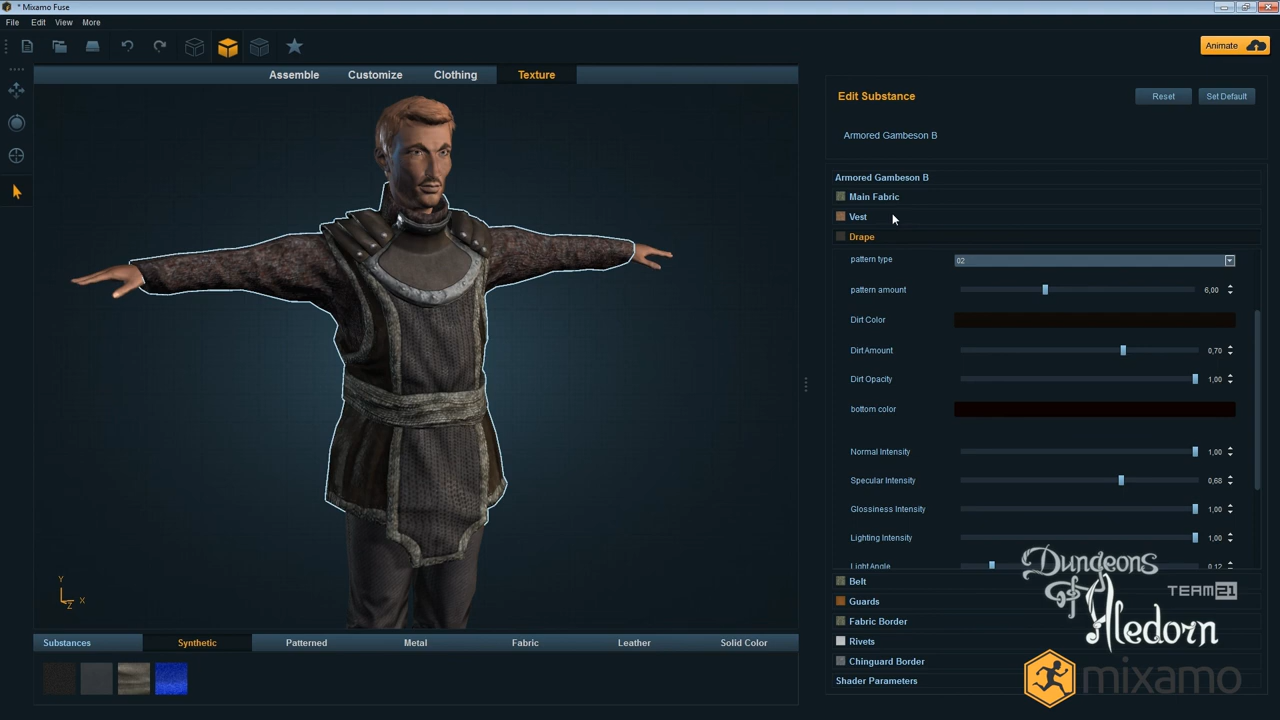 * Mixamo Fuse
File Edit View More
Animate
Assemble Customize Clothing Texture
Edit Substance
Reset Set Default
Armored Gambeson B
Armored Gambeson B
Main Fabric
Vest
Drape
pattern type 02
pattern amount 6,00
Dirt Color
Dirt Amount 0,70
Dirt Opacity 1,00
bottom color
Normal Intensity 1,00
Specular Intensity 0,68
Glossiness Intensity 1,00
Lighting Intensity 1,00
Light Angle 0,12
Belt
Guards
Fabric Border
Rivets
Chinguard Border
Shader Parameters
Dungeons
of
Aledorn
TEAM21
mixamo
Y
Z X
Substances Synthetic Patterned Metal Fabric Leather Solid Color